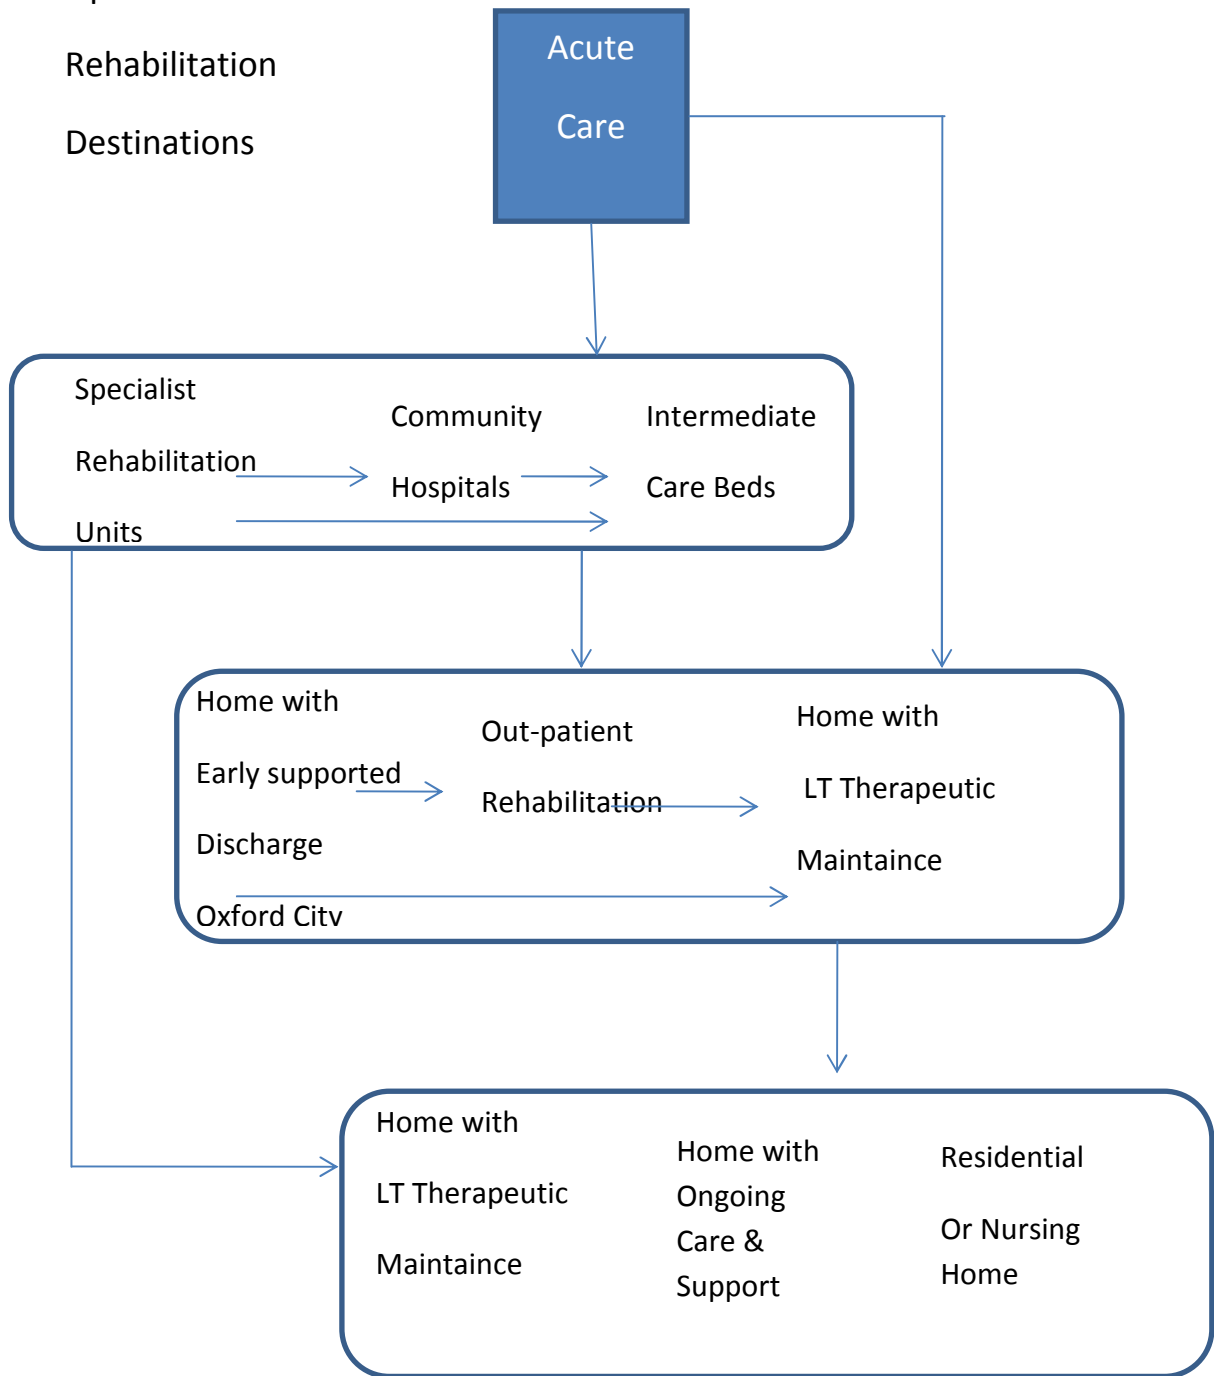 Rehabilitation
Destinations
Acute
Care
Specialist
Rehabilitation
Units
Community
Hospitals
Intermediate
Care Beds
Home with
Early supported
Discharge
Oxford City
Out-patient
Rehabilitation
Home with
LT Therapeutic
Maintaince
Home with
LT Therapeutic
Maintaince
Home with
Ongoing
Care &
Support
Residential
Or Nursing
Home